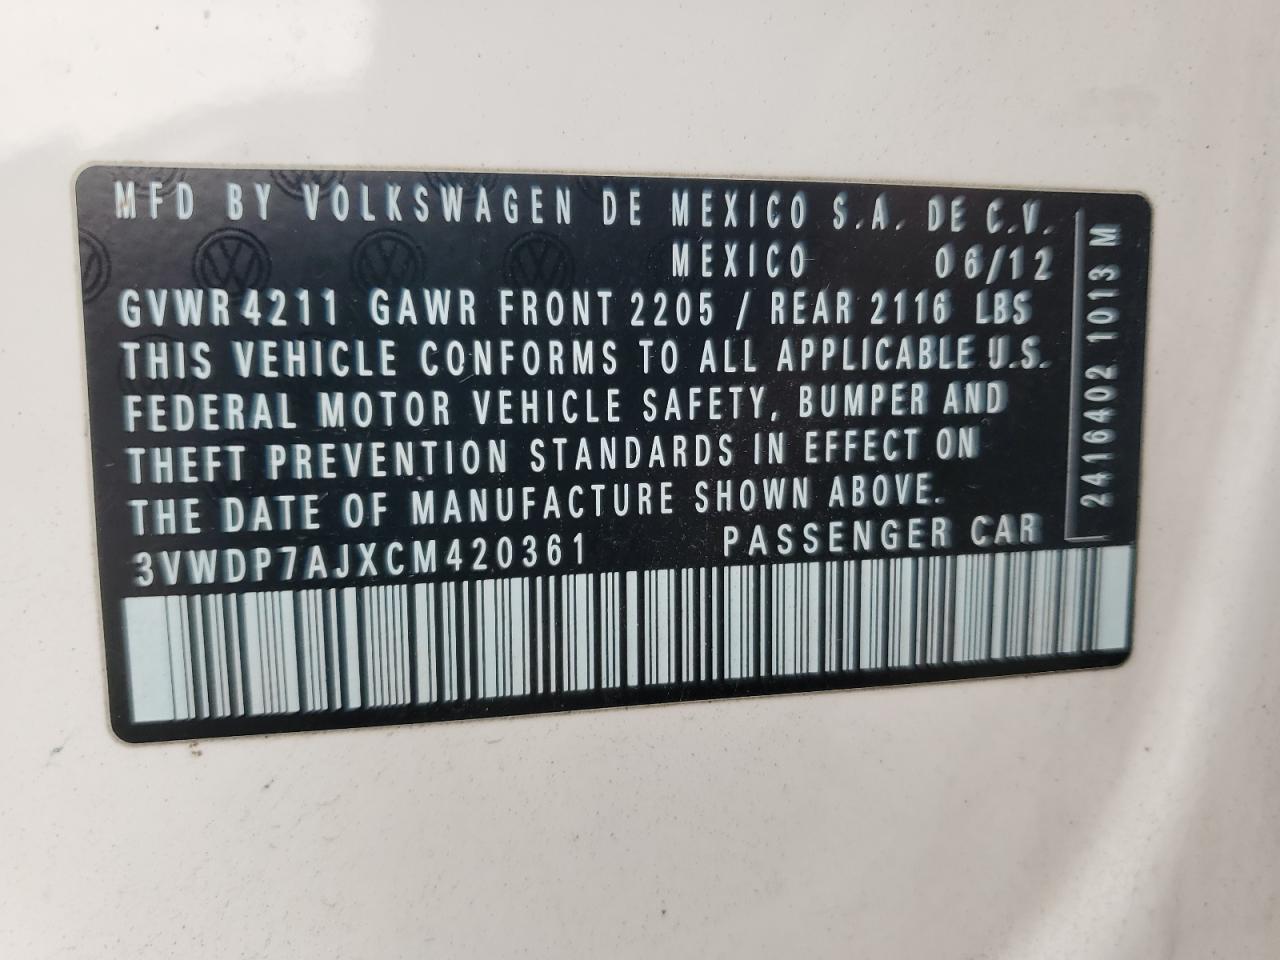 MFD BY VOLKSWAGEN DE MEXICO S.A. DE C.V.
MEXICO 06/12
GVWR 4211 GAWR FRONT 2205 / REAR 2116 LBS
THIS VEHICLE CONFORMS TO ALL APPLICABLE U.S.
FEDERAL MOTOR VEHICLE SAFETY, BUMPER AND
THEFT PREVENTION STANDARDS IN EFFECT ON
THE DATE OF MANUFACTURE SHOWN ABOVE.
3VWDP7AJXCM420361 PASSENGER CAR
2416402 1013 M